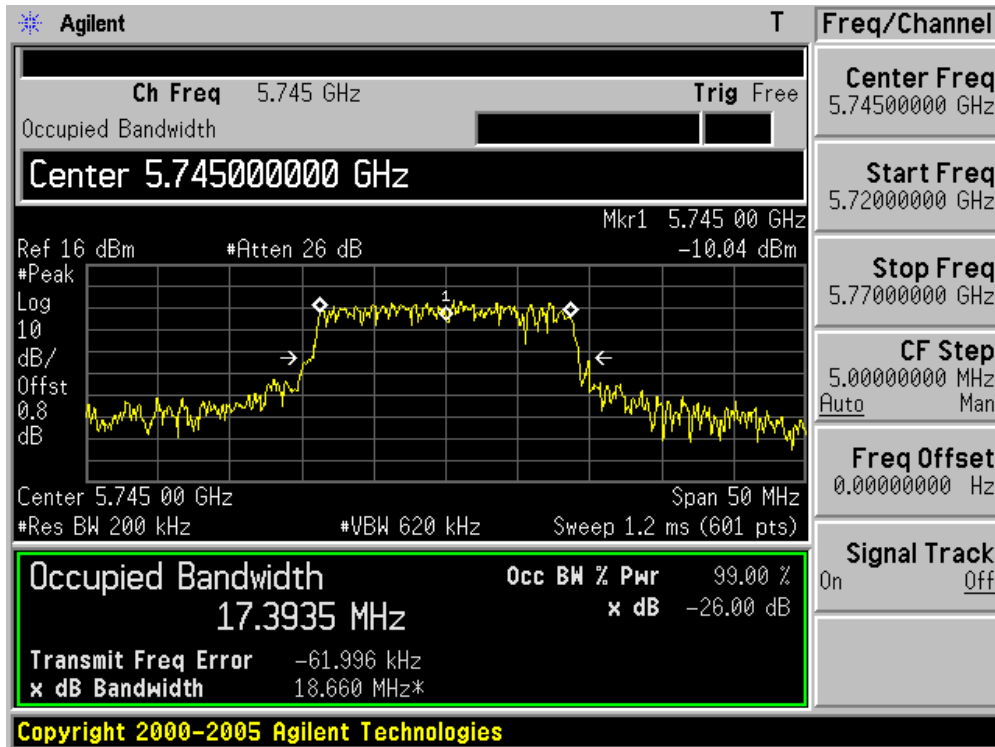 Agilent T
Freq/Channel
Ch Freq 5.745 GHz Trig Free
Occupied Bandwidth
Center 5.745000000 GHz
Mkr1 5.745 00 GHz
Ref 16 dBm #Atten 26 dB -10.04 dBm
#Peak
Log
10
dB/
Offst
0.8
dB
1
Center 5.745 00 GHz Span 50 MHz
#Res BW 200 kHz #VBW 620 kHz Sweep 1.2 ms (601 pts)
Occupied Bandwidth
17.3935 MHz
Occ BW % Pwr 99.00 %
x dB -26.00 dB
Transmit Freq Error -61.996 kHz
x dB Bandwidth 18.660 MHz*
Center Freq
5.74500000 GHz
Start Freq
5.72000000 GHz
Stop Freq
5.77000000 GHz
CF Step
5.00000000 MHz
Auto Man
Freq Offset
0.00000000 Hz
Signal Track
On Off
Copyright 2000-2005 Agilent Technologies